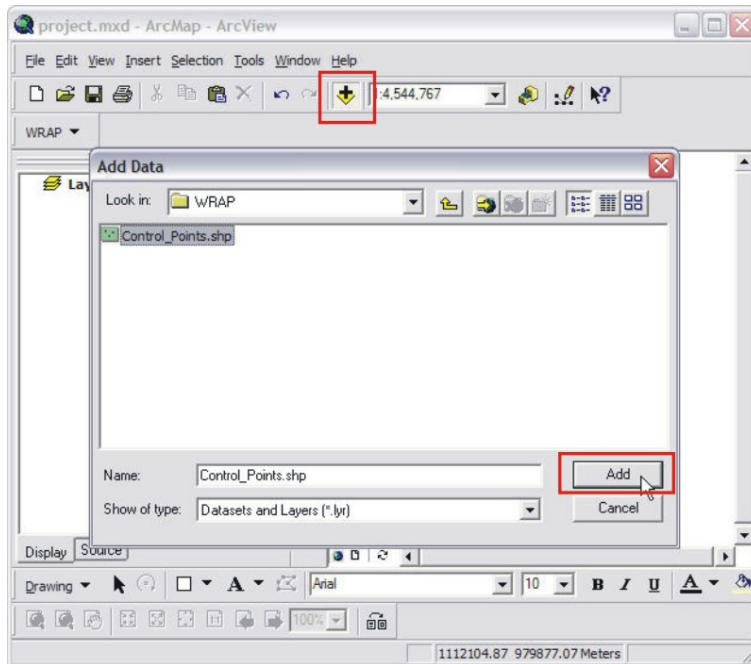 project.mxd - ArcMap - ArcView
File Edit View Insert Selection Tools Window Help
1:4,544,767
WRAP
Add Data
Look in: WRAP
Control_Points.shp
Name: Control_Points.shp
Add
Show of type: Datasets and Layers (*.lyr)
Cancel
Display Source
Drawing A Arial 10 B I U A
100%
1112104.87 979877.07 Meters